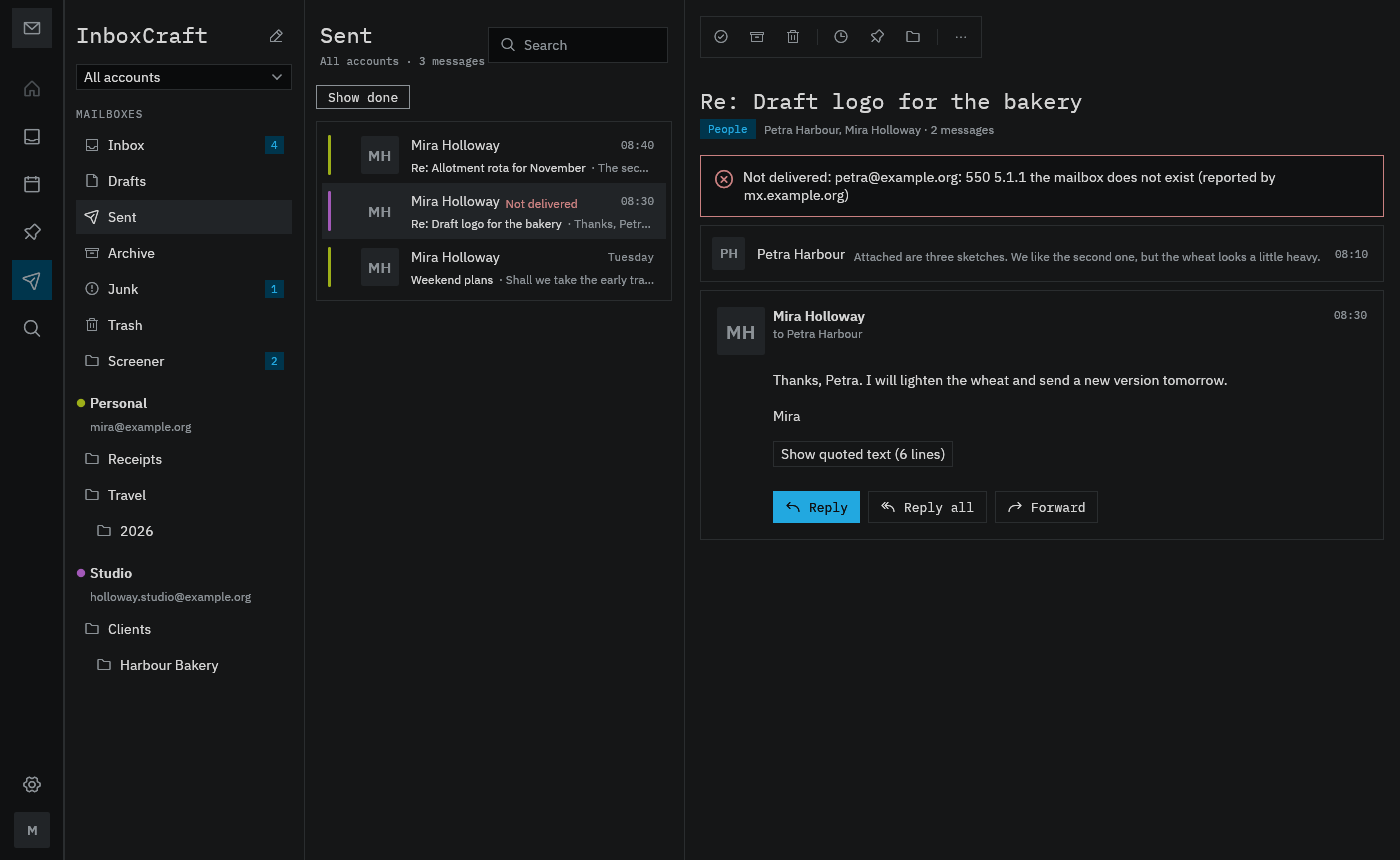 InboxCraft
All accounts
MAILBOXES
Inbox 4
Drafts
Sent
Archive
Junk 1
Trash
Screener 2
Personal
mira@example.org
Receipts
Travel
2026
Studio
holloway.studio@example.org
Clients
Harbour Bakery
M
Sent
All accounts · 3 messages
Search
Show done
MH Mira Holloway 08:40
Re: Allotment rota for November · The sec…
MH Mira Holloway Not delivered 08:30
Re: Draft logo for the bakery · Thanks, Petr…
MH Mira Holloway Tuesday
Weekend plans · Shall we take the early tra…
Re: Draft logo for the bakery
People Petra Harbour, Mira Holloway · 2 messages
Not delivered: petra@example.org: 550 5.1.1 the mailbox does not exist (reported by
mx.example.org)
PH Petra Harbour Attached are three sketches. We like the second one, but the wheat looks a little heavy. 08:10
MH Mira Holloway 08:30
to Petra Harbour
Thanks, Petra. I will lighten the wheat and send a new version tomorrow.
Mira
Show quoted text (6 lines)
Reply Reply all Forward